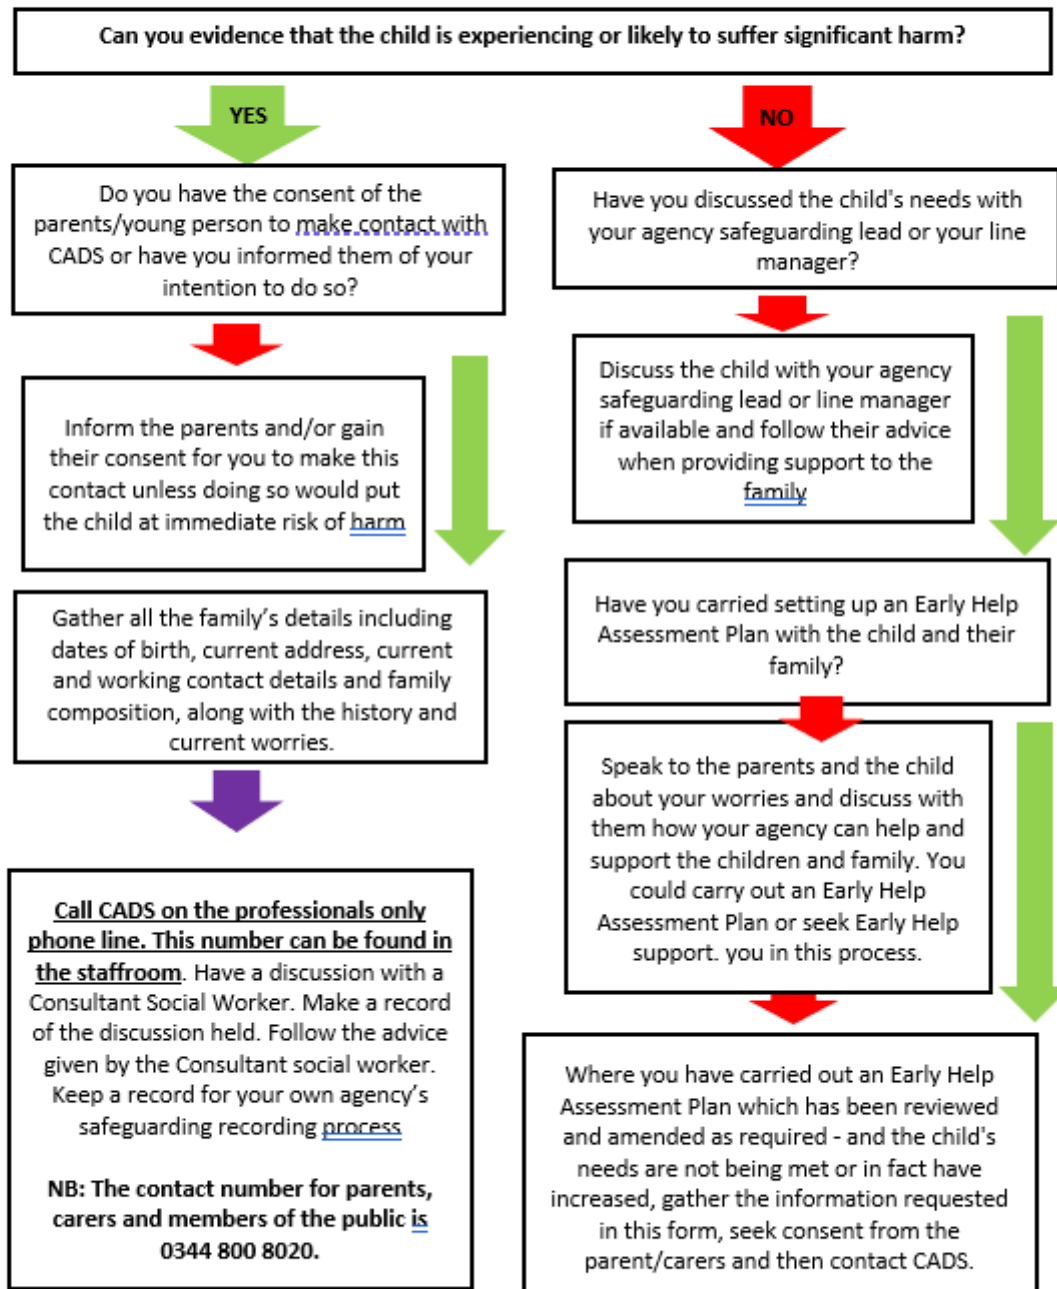 Can you evidence that the child is experiencing or likely to suffer significant harm?
YES
NO
Do you have the consent of the
parents/young person to make contact with
CADS or have you informed them of your
intention to do so?
Have you discussed the child's needs with
your agency safeguarding lead or your line
manager?
Inform the parents and/or gain
their consent for you to make this
contact unless doing so would put
the child at immediate risk of harm
Discuss the child with your agency
safeguarding lead or line manager
if available and follow their advice
when providing support to the
family
Gather all the family’s details including
dates of birth, current address, current
and working contact details and family
composition, along with the history and
current worries.
Have you carried setting up an Early Help
Assessment Plan with the child and their
family?
Speak to the parents and the child
about your worries and discuss with
them how your agency can help and
support the children and family. You
could carry out an Early Help
Assessment Plan or seek Early Help
support. you in this process.
Call CADS on the professionals only
phone line. This number can be found in
the staffroom. Have a discussion with a
Consultant Social Worker. Make a record
of the discussion held. Follow the advice
given by the Consultant social worker.
Keep a record for your own agency’s
safeguarding recording process
NB: The contact number for parents,
carers and members of the public is
0344 800 8020.
Where you have carried out an Early Help
Assessment Plan which has been reviewed
and amended as required - and the child's
needs are not being met or in fact have
increased, gather the information requested
in this form, seek consent from the
parent/carers and then contact CADS.